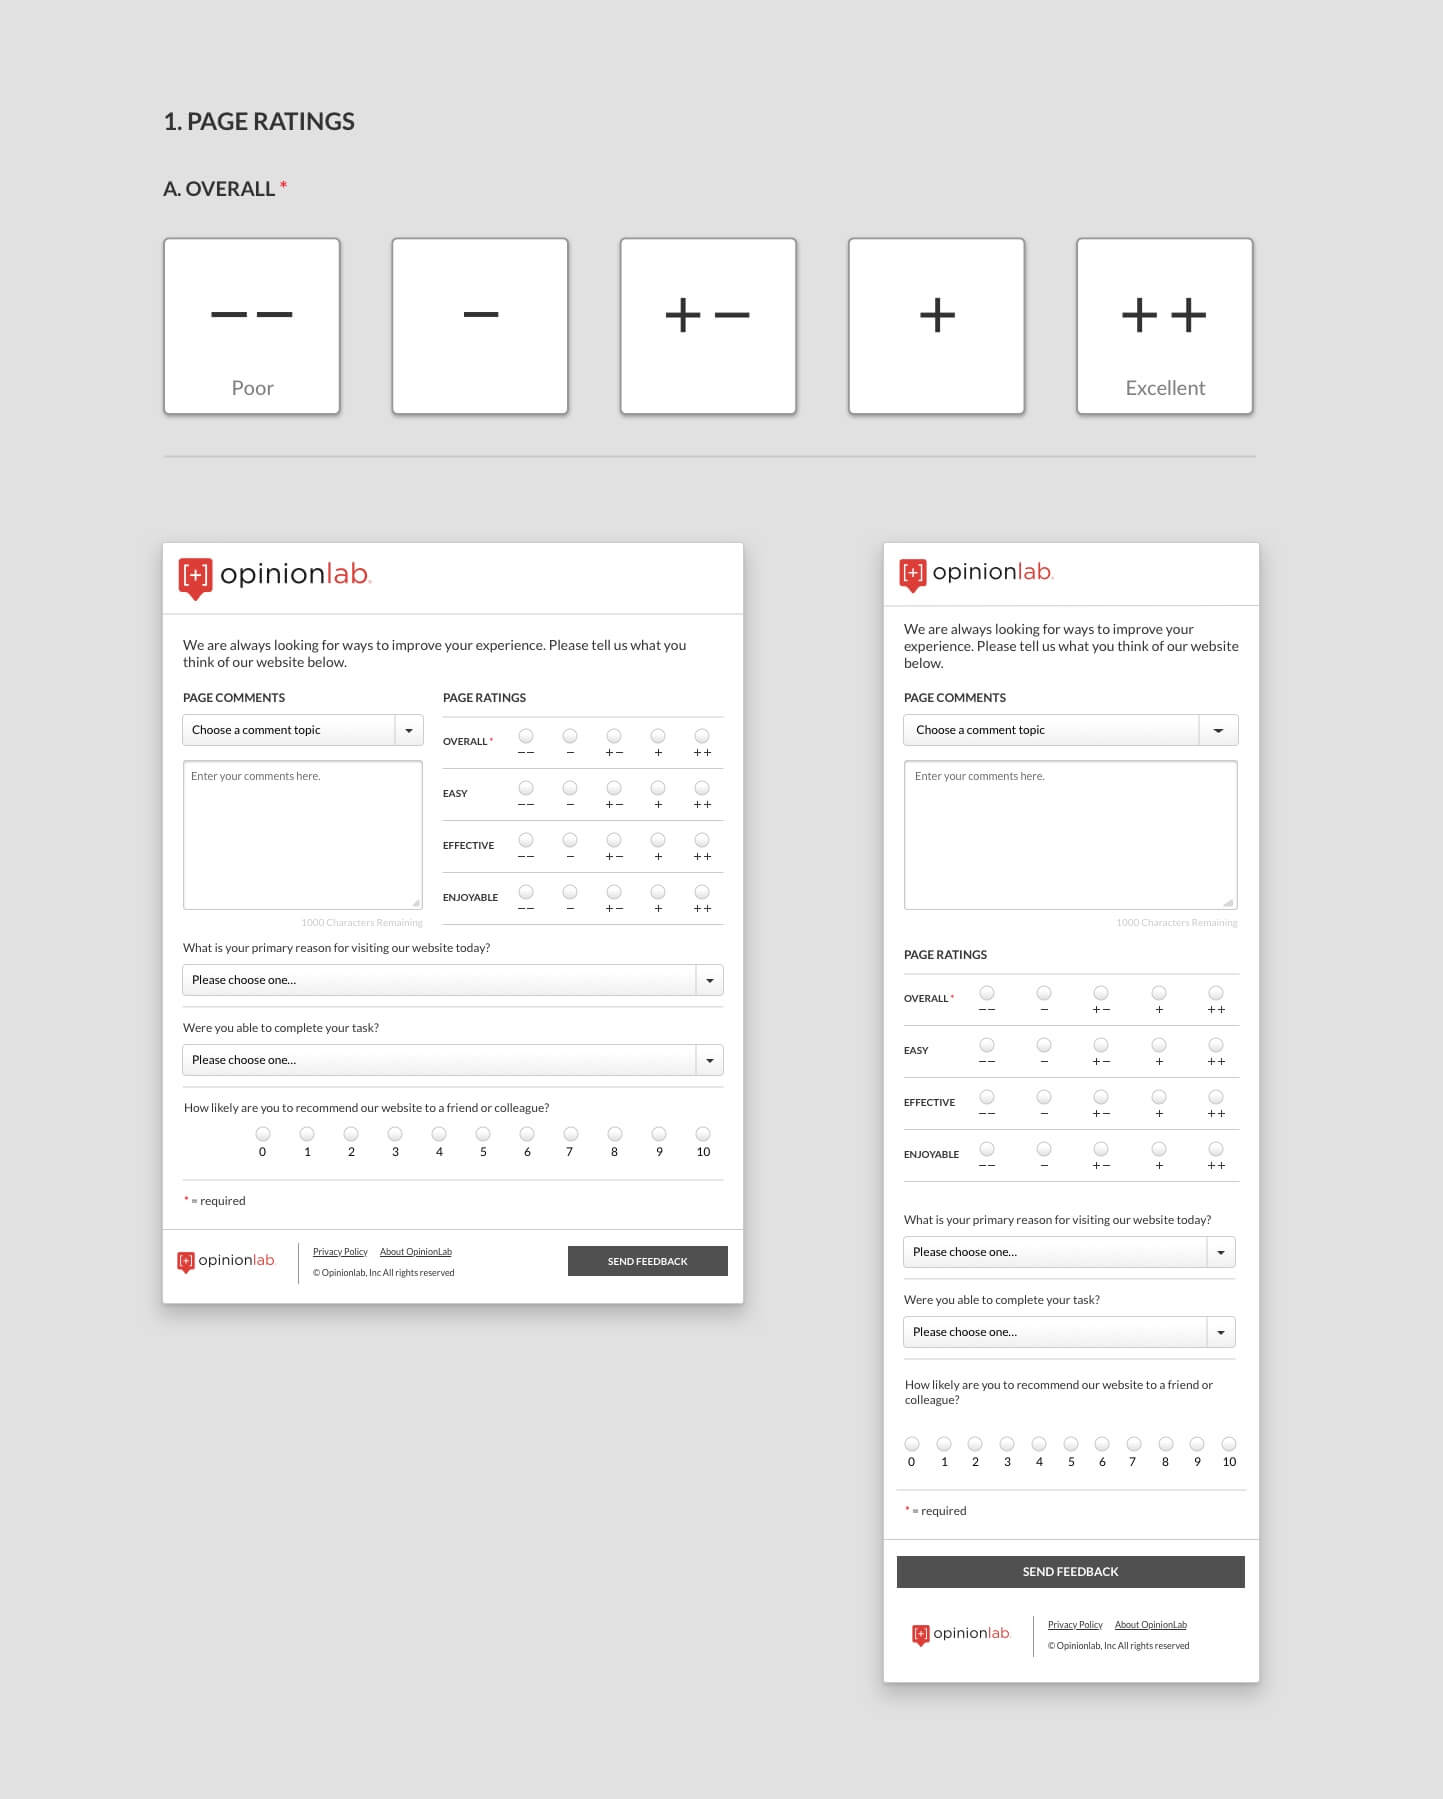 1. PAGE RATINGS
A. OVERALL *
−− − +− + ++
Poor Excellent
[+] opinionlab.
We are always looking for ways to improve your experience. Please tell us what you
think of our website below.
PAGE COMMENTS
Choose a comment topic
Enter your comments here.
1000 Characters Remaining
PAGE RATINGS
OVERALL *
−− − +− + ++
EASY
−− − +− + ++
EFFECTIVE
−− − +− + ++
ENJOYABLE
−− − +− + ++
What is your primary reason for visiting our website today?
Please choose one...
Were you able to complete your task?
Please choose one...
How likely are you to recommend our website to a friend or colleague?
0 1 2 3 4 5 6 7 8 9 10
* = required
[+] opinionlab
Privacy Policy About OpinionLab
© Opinionlab, Inc All rights reserved
SEND FEEDBACK
[+] opinionlab.
We are always looking for ways to improve your
experience. Please tell us what you think of our website
below.
PAGE COMMENTS
Choose a comment topic
Enter your comments here.
1000 Characters Remaining
PAGE RATINGS
OVERALL *
−− − +− + ++
EASY
−− − +− + ++
EFFECTIVE
−− − +− + ++
ENJOYABLE
−− − +− + ++
What is your primary reason for visiting our website today?
Please choose one...
Were you able to complete your task?
Please choose one...
How likely are you to recommend our website to a friend or
colleague?
0 1 2 3 4 5 6 7 8 9 10
* = required
SEND FEEDBACK
[+] opinionlab.
Privacy Policy About OpinionLab
© Opinionlab, Inc All rights reserved